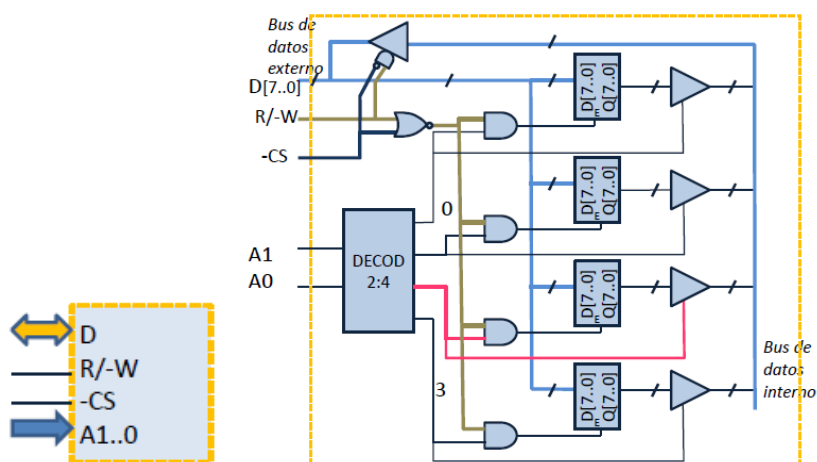 Bus de
datos
externo
D[7..0]
R/-W
-CS
A1
A0
DECOD
2:4
0
3
D[7..0]
E
Q[7..0]
D[7..0]
E
Q[7..0]
D[7..0]
E
Q[7..0]
D[7..0]
E
Q[7..0]
Bus de
datos
interno
D
R/-W
-CS
A1..0